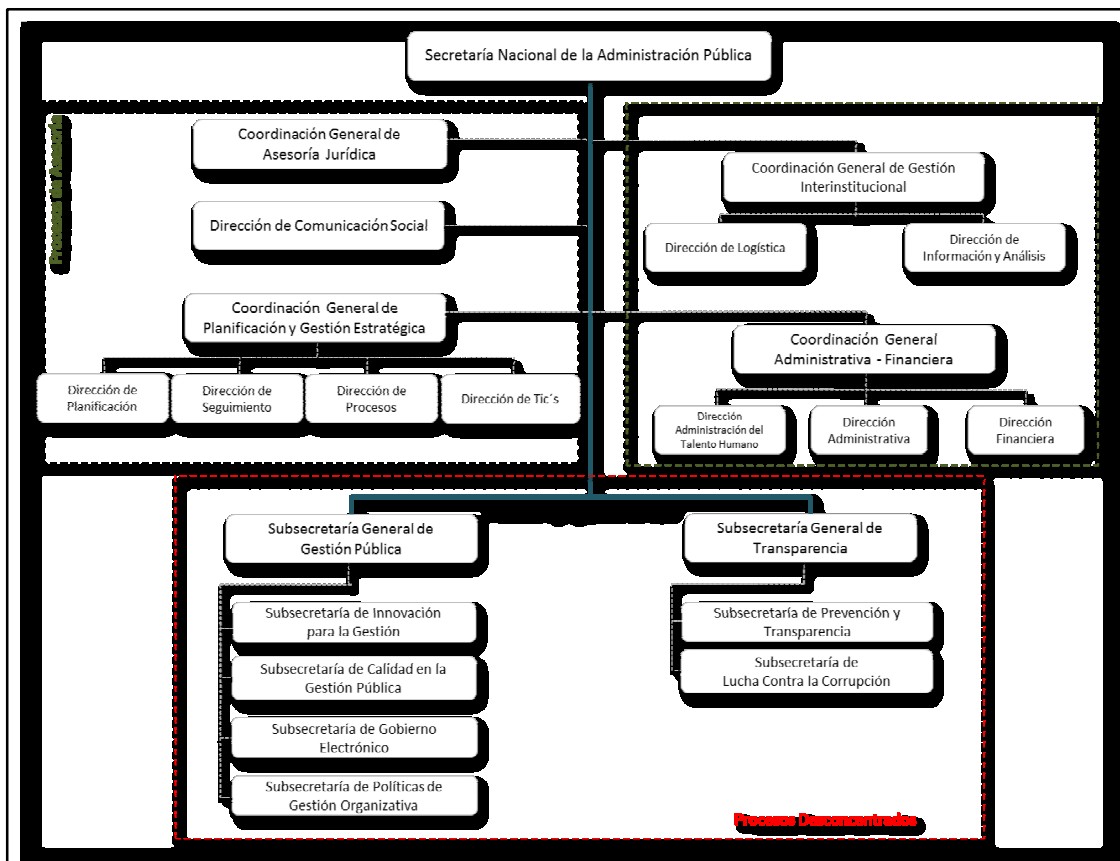 Secretaría Nacional de la Administración Pública
Procesos de Asesoría
Coordinación General de
Asesoría Jurídica
Dirección de Comunicación Social
Coordinación General de
Planificación y Gestión Estratégica
Dirección de
Planificación
Dirección de
Seguimiento
Dirección de
Procesos
Dirección de Tic´s
Coordinación General de Gestión
Interinstitucional
Dirección de Logística
Dirección de
Información y Análisis
Coordinación General
Administrativa - Financiera
Dirección
Administración del
Talento Humano
Dirección
Administrativa
Dirección
Financiera
Subsecretaría General de
Gestión Pública
Subsecretaría de Innovación
para la Gestión
Subsecretaría de Calidad en la
Gestión Pública
Subsecretaría de Gobierno
Electrónico
Subsecretaría de Políticas de
Gestión Organizativa
Subsecretaría General de
Transparencia
Subsecretaría de Prevención y
Transparencia
Subsecretaría de
Lucha Contra la Corrupción
Procesos Desconcentrados